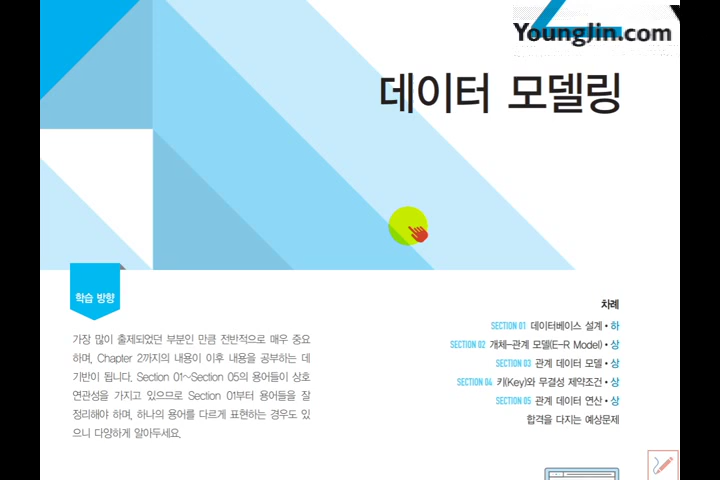 YoungJin.com
데이터 모델링
학습 방향
가장 많이 출제되었던 부분인 만큼 전반적으로 매우 중요
하며, Chapter 2까지의 내용이 이후 내용을 공부하는 데
기반이 됩니다. Section 01~Section 05의 용어들이 상호
연관성을 가지고 있으므로 Section 01부터 용어들을 잘
정리해야 하며, 하나의 용어를 다르게 표현하는 경우도 있
으니 다양하게 알아두세요.
차례
SECTION 01 데이터베이스 설계 • 하
SECTION 02 개체-관계 모델(E-R Model) • 상
SECTION 03 관계 데이터 모델 • 상
SECTION 04 키(Key)와 무결성 제약조건 • 상
SECTION 05 관계 데이터 연산 • 상
합격을 다지는 예상문제